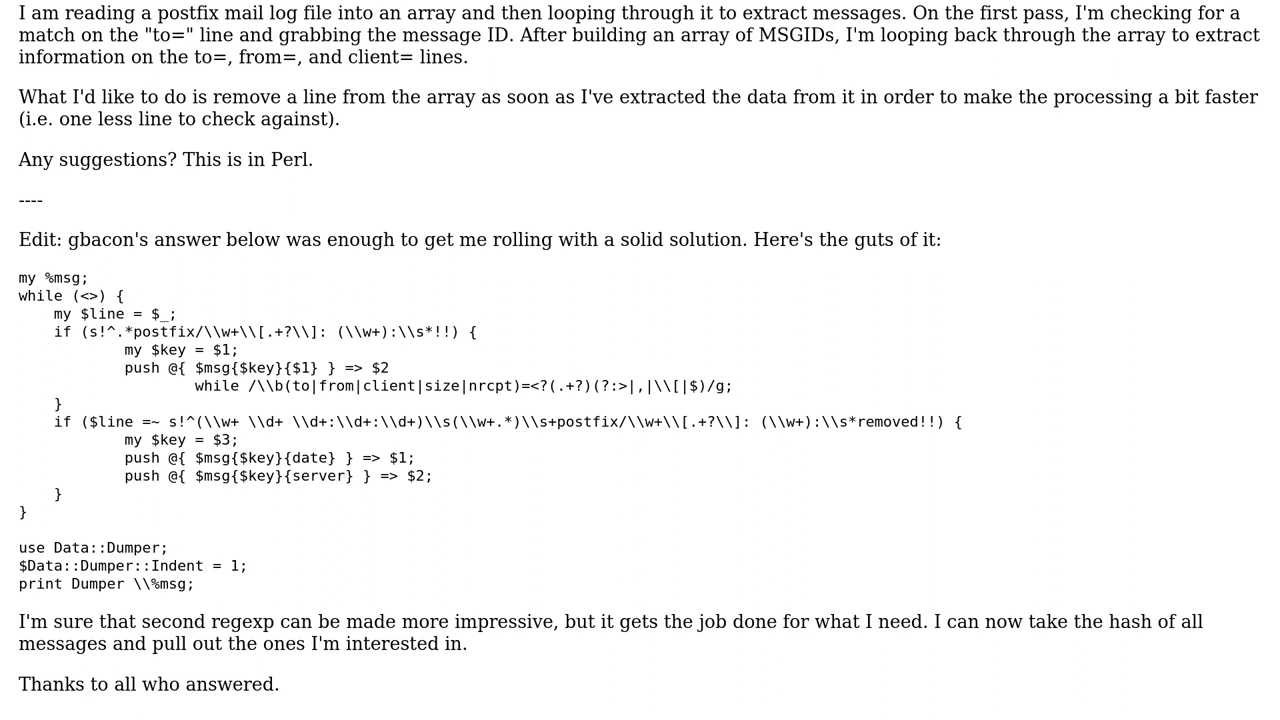 I am reading a postfix mail log file into an array and then looping through it to extract messages. On the first pass, I'm checking for a
match on the "to=" line and grabbing the message ID. After building an array of MSGIDs, I'm looping back through the array to extract
information on the to=, from=, and client= lines.
What I'd like to do is remove a line from the array as soon as I've extracted the data from it in order to make the processing a bit faster
(i.e. one less line to check against).
Any suggestions? This is in Perl.
----
Edit: gbacon's answer below was enough to get me rolling with a solid solution. Here's the guts of it:
my %msg;
while (<>) {
    my $line = $_;
    if (s!^.*postfix/\\w+\\[.+?\\]: (\\w+):\\s*!!) {
            my $key = $1;
            push @{ $msg{$key}{$1} } => $2
                    while /\\b(to|from|client|size|nrcpt)=<?(.+?)(?:>|,|\\[|$)/g;
    }
    if ($line =~ s!^(\\w+ \\d+ \\d+:\\d+:\\d+)\\s(\\w+.*)\\s+postfix/\\w+\\[.+?\\]: (\\w+):\\s*removed!!) {
            my $key = $3;
            push @{ $msg{$key}{date} } => $1;
            push @{ $msg{$key}{server} } => $2;
    }
}
use Data::Dumper;
$Data::Dumper::Indent = 1;
print Dumper \\%msg;
I'm sure that second regexp can be made more impressive, but it gets the job done for what I need. I can now take the hash of all
messages and pull out the ones I'm interested in.
Thanks to all who answered.